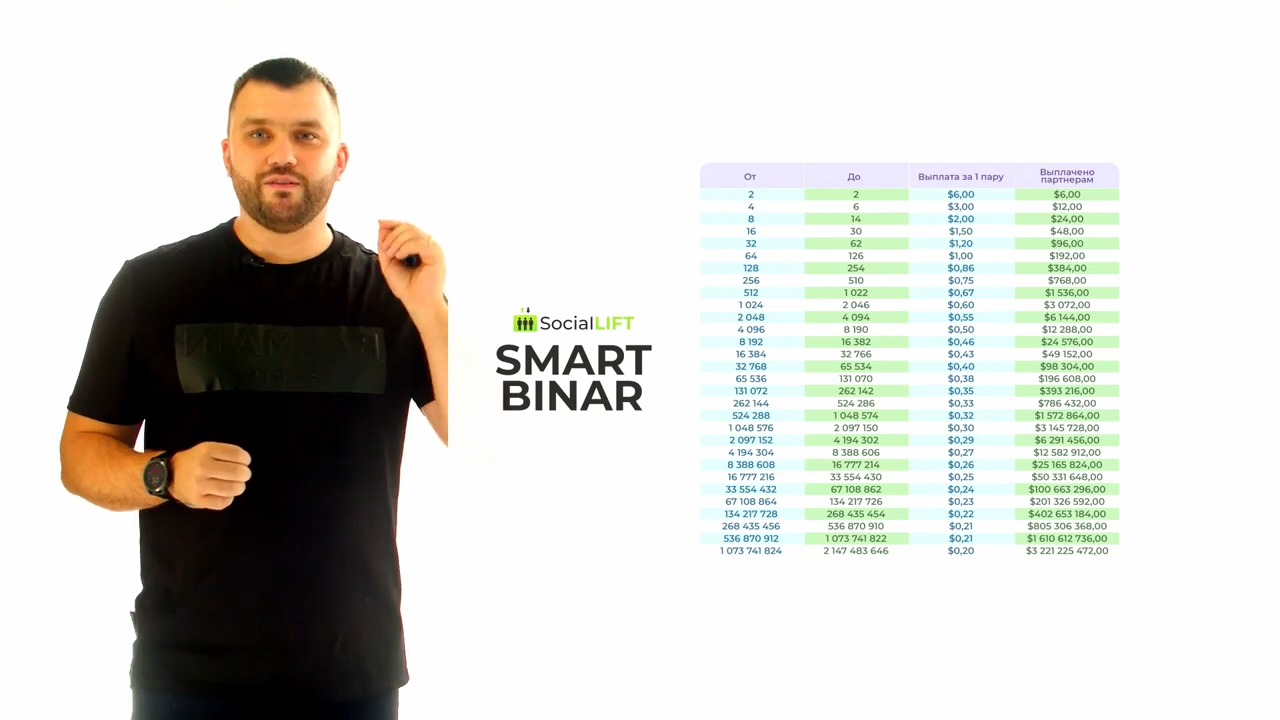 SocialLIFT
SMART
BINAR
От До Выплата за 1 пару Выплачено партнерам
2 2 $6,00 $6,00
4 6 $3,00 $12,00
8 14 $2,00 $24,00
16 30 $1,50 $48,00
32 62 $1,20 $96,00
64 126 $1,00 $192,00
128 254 $0,86 $384,00
256 510 $0,75 $768,00
512 1 022 $0,67 $1 536,00
1 024 2 046 $0,60 $3 072,00
2 048 4 094 $0,55 $6 144,00
4 096 8 190 $0,50 $12 288,00
8 192 16 382 $0,46 $24 576,00
16 384 32 766 $0,43 $49 152,00
32 768 65 534 $0,40 $98 304,00
65 536 131 070 $0,38 $196 608,00
131 072 262 142 $0,35 $393 216,00
262 144 524 286 $0,33 $786 432,00
524 288 1 048 574 $0,32 $1 572 864,00
1 048 576 2 097 150 $0,30 $3 145 728,00
2 097 152 4 194 302 $0,29 $6 291 456,00
4 194 304 8 388 606 $0,27 $12 582 912,00
8 388 608 16 777 214 $0,26 $25 165 824,00
16 777 216 33 554 430 $0,25 $50 331 648,00
33 554 432 67 108 862 $0,24 $100 663 296,00
67 108 864 134 217 726 $0,23 $201 326 592,00
134 217 728 268 435 454 $0,22 $402 653 184,00
268 435 456 536 870 910 $0,21 $805 306 368,00
536 870 912 1 073 741 822 $0,21 $1 610 612 736,00
1 073 741 824 2 147 483 646 $0,20 $3 221 225 472,00